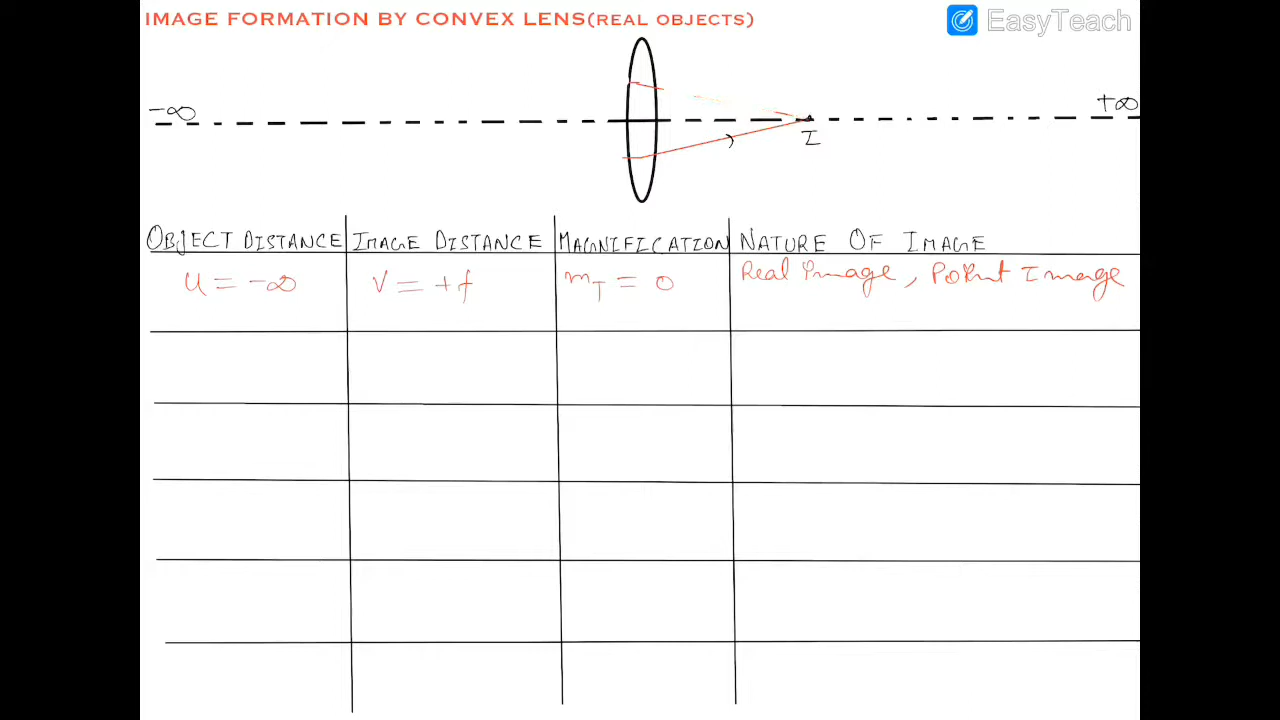 IMAGE FORMATION BY CONVEX LENS(REAL OBJECTS)
EasyTeach
-∞ +∞
I
OBJECT DISTANCE IMAGE DISTANCE MAGNIFICATION NATURE OF IMAGE
u = -∞ v = +f m_T = 0 Real Image, Point Image